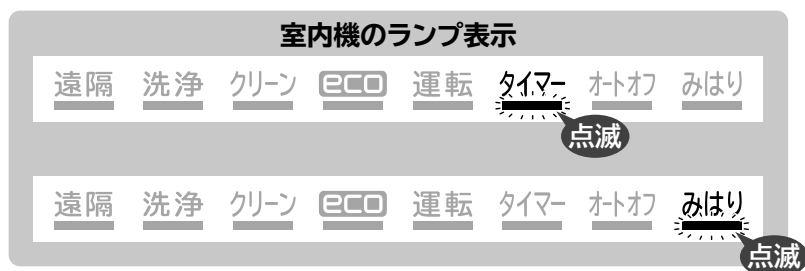 室内機のランプ表示
遠隔 洗浄 クリーン eco 運転 タイマー オートオフ みはり
点滅
遠隔 洗浄 クリーン eco 運転 タイマー オートオフ みはり
点滅